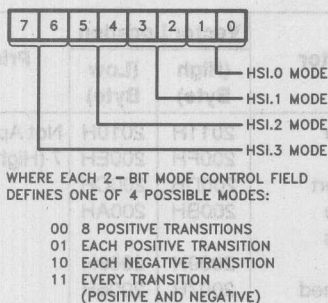 7 6 5 4 3 2 1 0
HSI.0 MODE
HSI.1 MODE
HSI.2 MODE
HSI.3 MODE
WHERE EACH 2-BIT MODE CONTROL FIELD
DEFINES ONE OF 4 POSSIBLE MODES:
00 8 POSITIVE TRANSITIONS
01 EACH POSITIVE TRANSITION
10 EACH NEGATIVE TRANSITION
11 EVERY TRANSITION
(POSITIVE AND NEGATIVE)